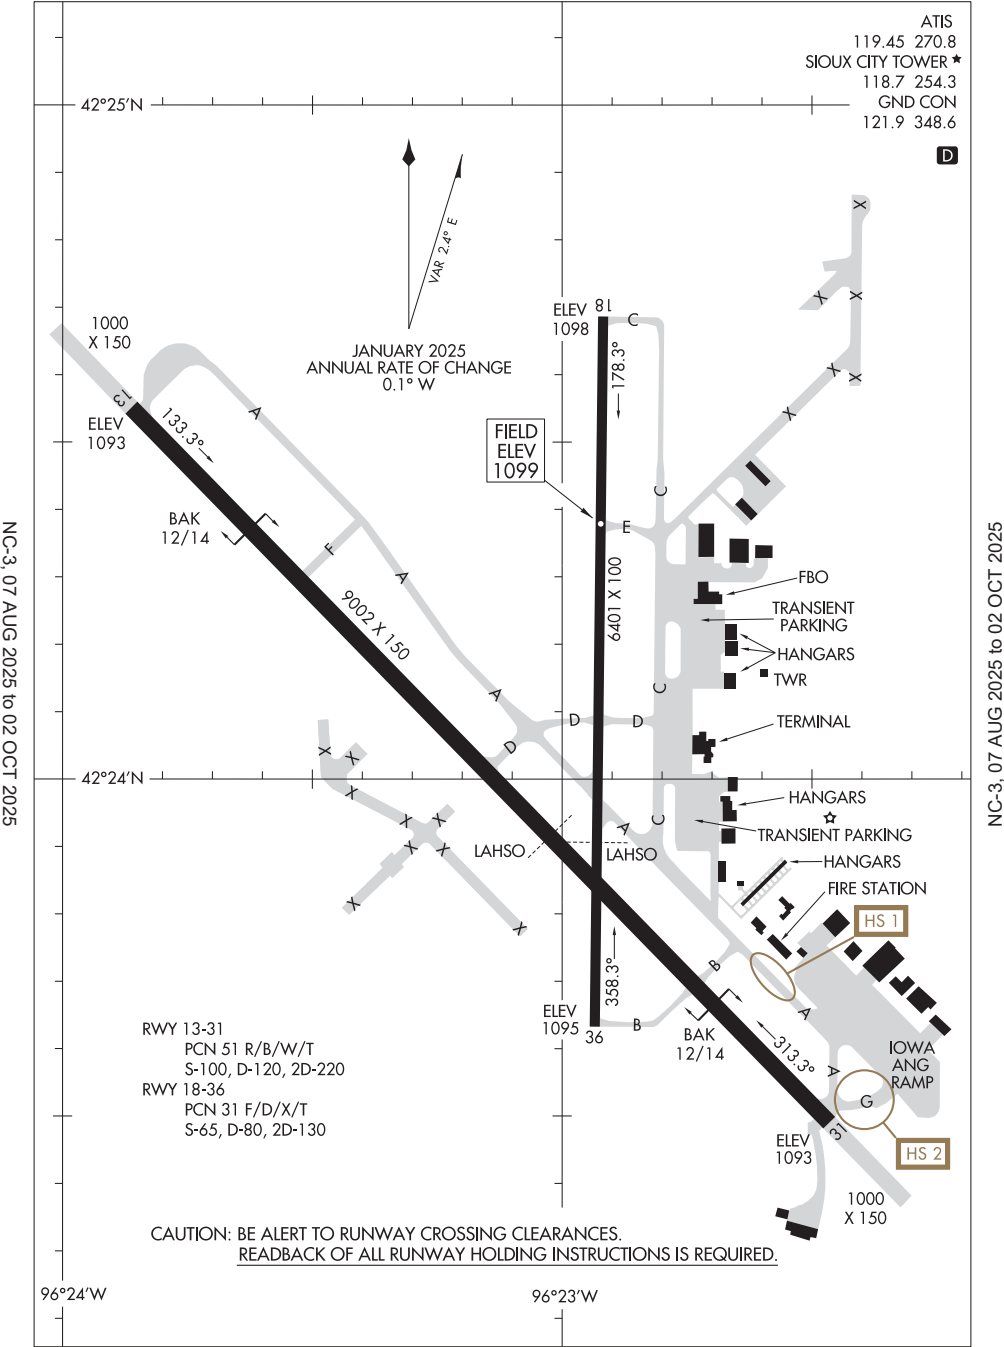 ATIS
119.45 270.8
SIOUX CITY TOWER ★
118.7 254.3
GND CON
121.9 348.6
D
42°25'N
VAR 2.4° E
JANUARY 2025
ANNUAL RATE OF CHANGE
0.1° W
1000
X 150
13
ELEV
1093
133.3°
A
BAK
12/14
F
A
9002 X 150
A
D
ELEV
1098
18
C
178.3°
FIELD
ELEV
1099
C
E
6401 X 100
X
X
X
X
X
X
X
FBO
TRANSIENT
PARKING
HANGARS
TWR
C
D
D
TERMINAL
42°24'N
X
X
X
X
X
X
X
X
X
HANGARS
TRANSIENT PARKING
C
A
LAHSO
LAHSO
HANGARS
FIRE STATION
HS 1
B
358.3°
ELEV
1095
36
B
BAK
12/14
A
313.3°
A
IOWA
ANG
RAMP
G
31
ELEV
1093
HS 2
1000
X 150
RWY 13-31
PCN 51 R/B/W/T
S-100, D-120, 2D-220
RWY 18-36
PCN 31 F/D/X/T
S-65, D-80, 2D-130
CAUTION: BE ALERT TO RUNWAY CROSSING CLEARANCES.
READBACK OF ALL RUNWAY HOLDING INSTRUCTIONS IS REQUIRED.
96°24'W
96°23'W
NC-3, 07 AUG 2025 to 02 OCT 2025
NC-3, 07 AUG 2025 to 02 OCT 2025